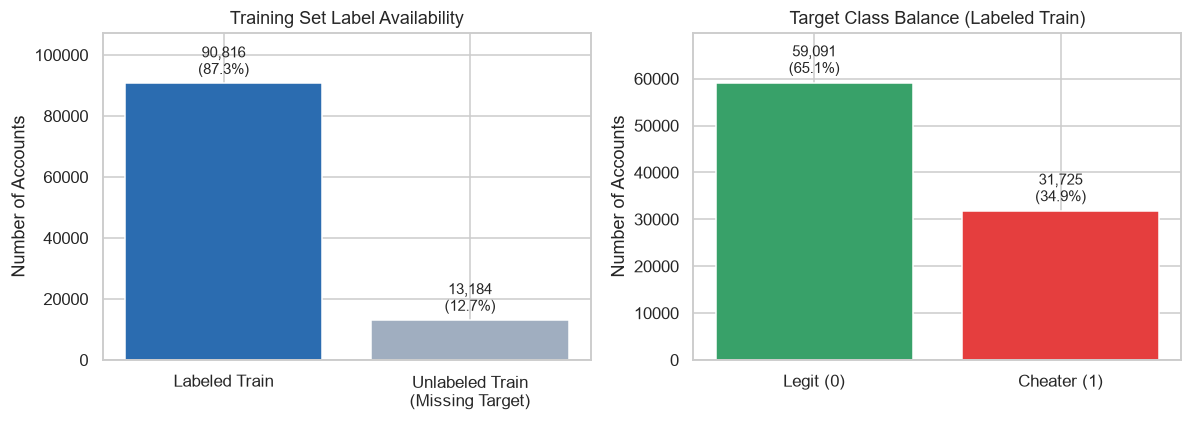 Training Set Label Availability
Number of Accounts
100000
80000
60000
40000
20000
0
90,816
(87.3%)
13,184
(12.7%)
Labeled Train
Unlabeled Train
(Missing Target)
Target Class Balance (Labeled Train)
Number of Accounts
60000
50000
40000
30000
20000
10000
0
59,091
(65.1%)
31,725
(34.9%)
Legit (0)
Cheater (1)